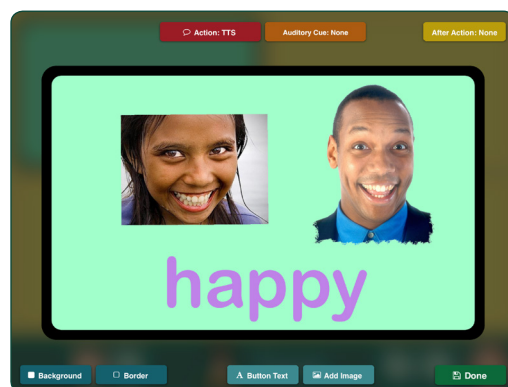 Action: TTS
Auditory Cue: None
After Action: None
happy
Background
Border
A Button Text
Add Image
Done